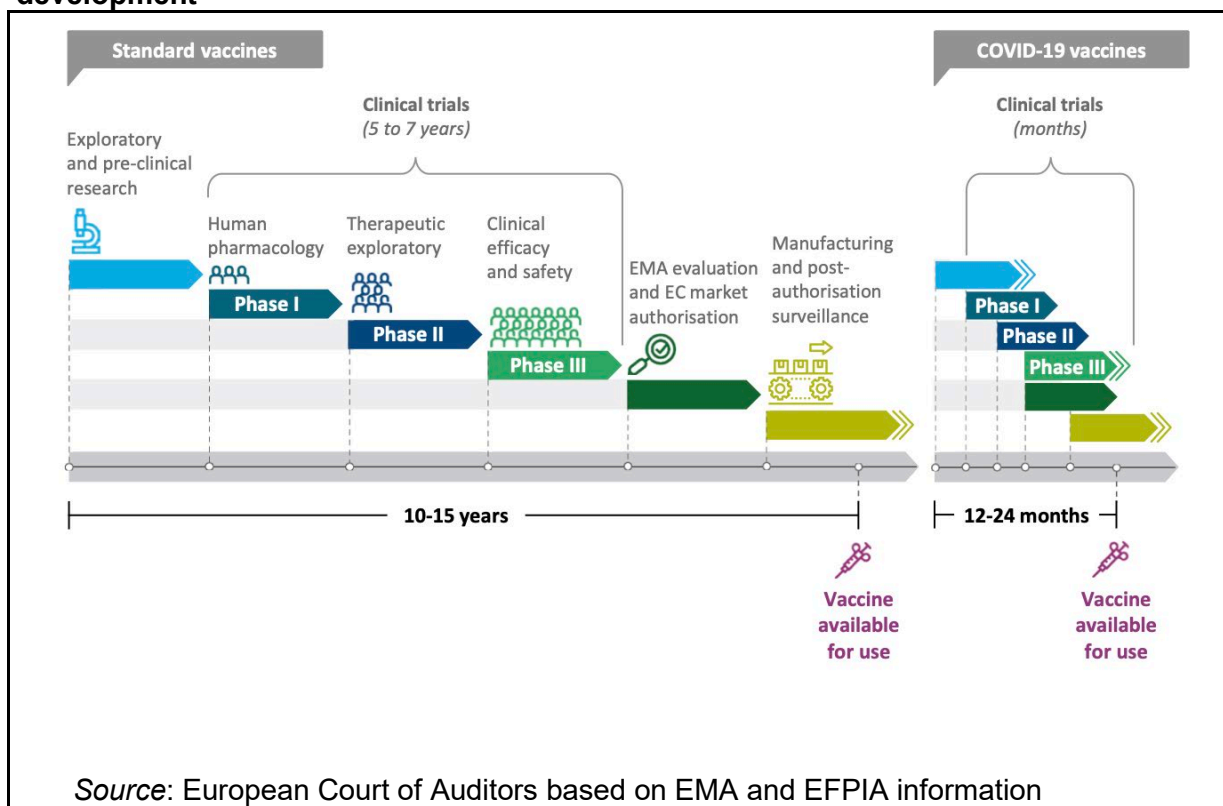 development
Standard vaccines
COVID-19 vaccines
Clinical trials
(5 to 7 years)
Clinical trials
(months)
Exploratory
and pre-clinical
research
Human
pharmacology
Therapeutic
exploratory
Clinical
efficacy
and safety
EMA evaluation
and EC market
authorisation
Manufacturing
and post-
authorisation
surveillance
Phase I
Phase II
Phase III
Phase I
Phase II
Phase III
10-15 years
12-24 months
Vaccine
available
for use
Vaccine
available
for use
Source: European Court of Auditors based on EMA and EFPIA information